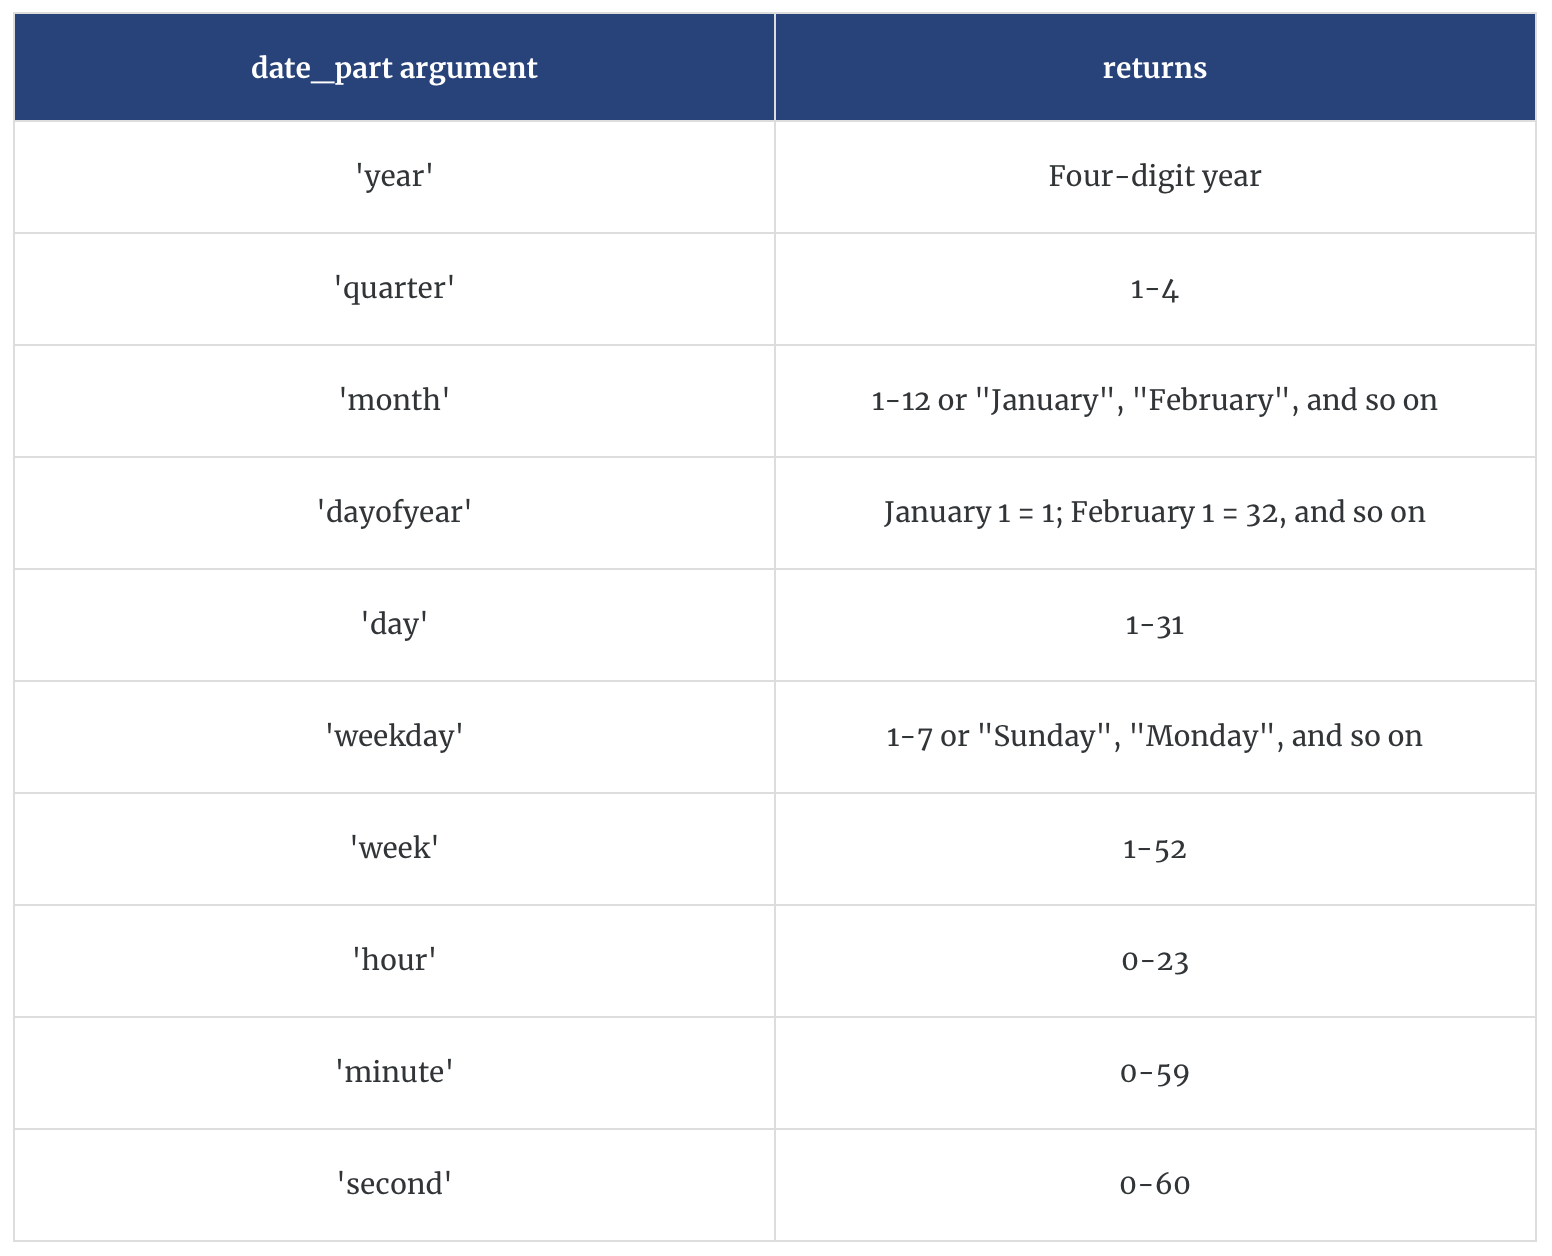 date_part argument returns
'year' Four-digit year
'quarter' 1-4
'month' 1-12 or "January", "February", and so on
'dayofyear' January 1 = 1; February 1 = 32, and so on
'day' 1-31
'weekday' 1-7 or "Sunday", "Monday", and so on
'week' 1-52
'hour' 0-23
'minute' 0-59
'second' 0-60